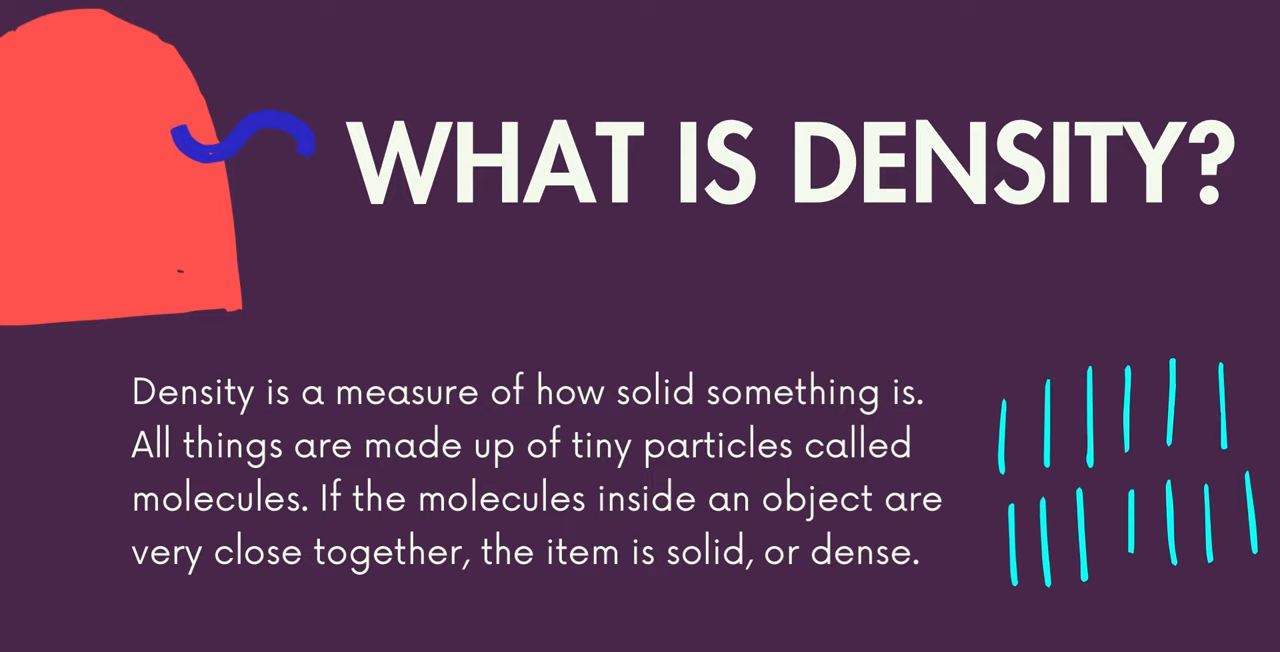 WHAT IS DENSITY?
Density is a measure of how solid something is.
All things are made up of tiny particles called
molecules. If the molecules inside an object are
very close together, the item is solid, or dense.